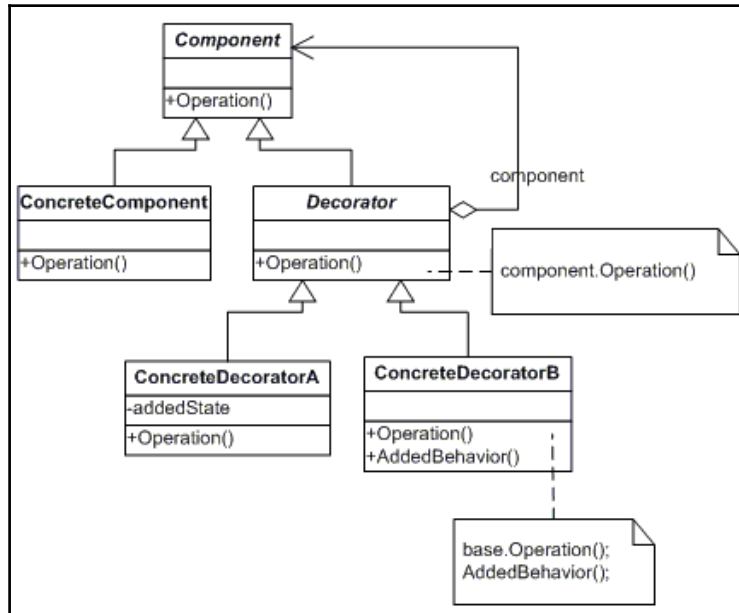 Component
+Operation()
component
ConcreteComponent
+Operation()
Decorator
+Operation()
component.Operation()
ConcreteDecoratorA
-addedState
+Operation()
ConcreteDecoratorB
+Operation()
+AddedBehavior()
base.Operation();
AddedBehavior();